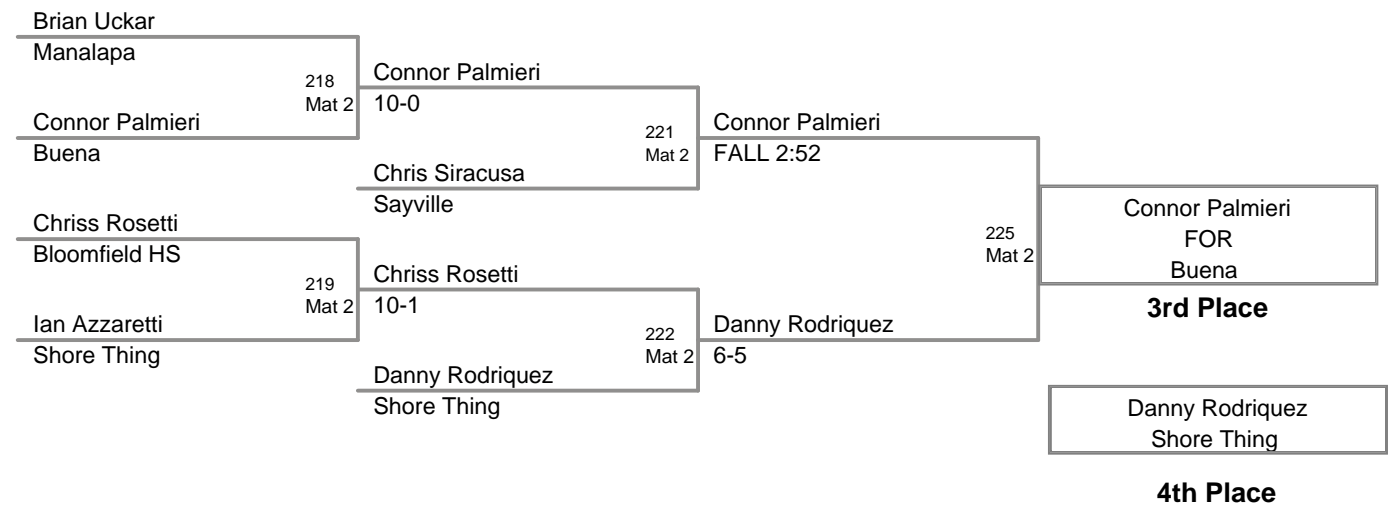 Brian Uckar
Manalapa
218
Mat 2
Connor Palmieri
10-0
Connor Palmieri
Buena
221
Mat 2
Connor Palmieri
FALL 2:52
Chris Siracusa
Sayville
Chriss Rosetti
Bloomfield HS
219
Mat 2
Chriss Rosetti
10-1
Ian Azzaretti
Shore Thing
222
Mat 2
Danny Rodriquez
6-5
Danny Rodriquez
Shore Thing
225
Mat 2
Connor Palmieri
FOR
Buena
3rd Place
Danny Rodriquez
Shore Thing
4th Place